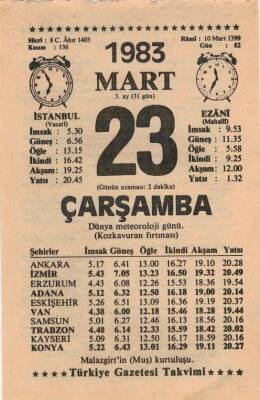 Hicri : 8 C. Âhır 1403
Kasım : 136
1983
Rûmî : 10 Mart 1399
Gün : 82
MART
3. ay (31 gün)
İSTANBUL
(Vasatî)
İmsak : 5.30
Güneş : 6.56
Öğle : 13.15
İkindi : 16.42
Akşam : 19.25
Yatsı : 20.45
23
(Günün uzaması: 2 dakika)
EZÂNÎ
(Mahallî)
İmsak : 9.53
Güneş : 11.35
Öğle : 5.58
İkindi : 9.25
Akşam : 12.00
Yatsı : 1.32
ÇARŞAMBA
Dünya meteoroloji günü.
(Kozkavuran fırtınası)
Şehirler İmsak Güneş Öğle İkindi Akşam Yatsı
ANKARA 5.17 6.41 13.00 16.27 19.10 20.28
İZMİR 5.43 7.05 13.23 16.50 19.32 20.49
ERZURUM 4.43 6.08 12.26 15.53 18.36 19.54
ADANA 5.12 6.32 12.50 16.18 19.00 20.14
ESKİŞEHİR 5.26 6.51 13.09 16.36 19.19 20.37
VAN 4.38 6.00 12.18 15.46 18.28 19.44
SAMSUN 5.01 6.27 12.46 16.13 18.56 20.16
TRABZON 4.48 6.14 12.33 15.59 18.42 20.02
KAYSERİ 5.09 6.31 12.50 16.17 18.59 20.16
KONYA 5.22 6.43 13.01 16.29 19.11 20.27
Malazgirt'in (Muş) kurtuluşu.
★★★★ Türkiye Gazetesi Takvimi ★★★★